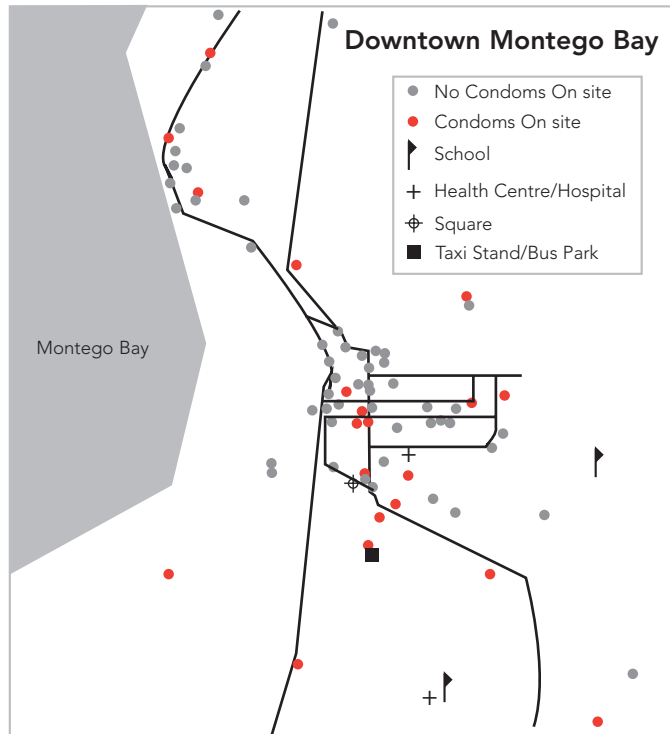 Downtown Montego Bay
No Condoms On site
Condoms On site
School
Health Centre/Hospital
Square
Taxi Stand/Bus Park
Montego Bay